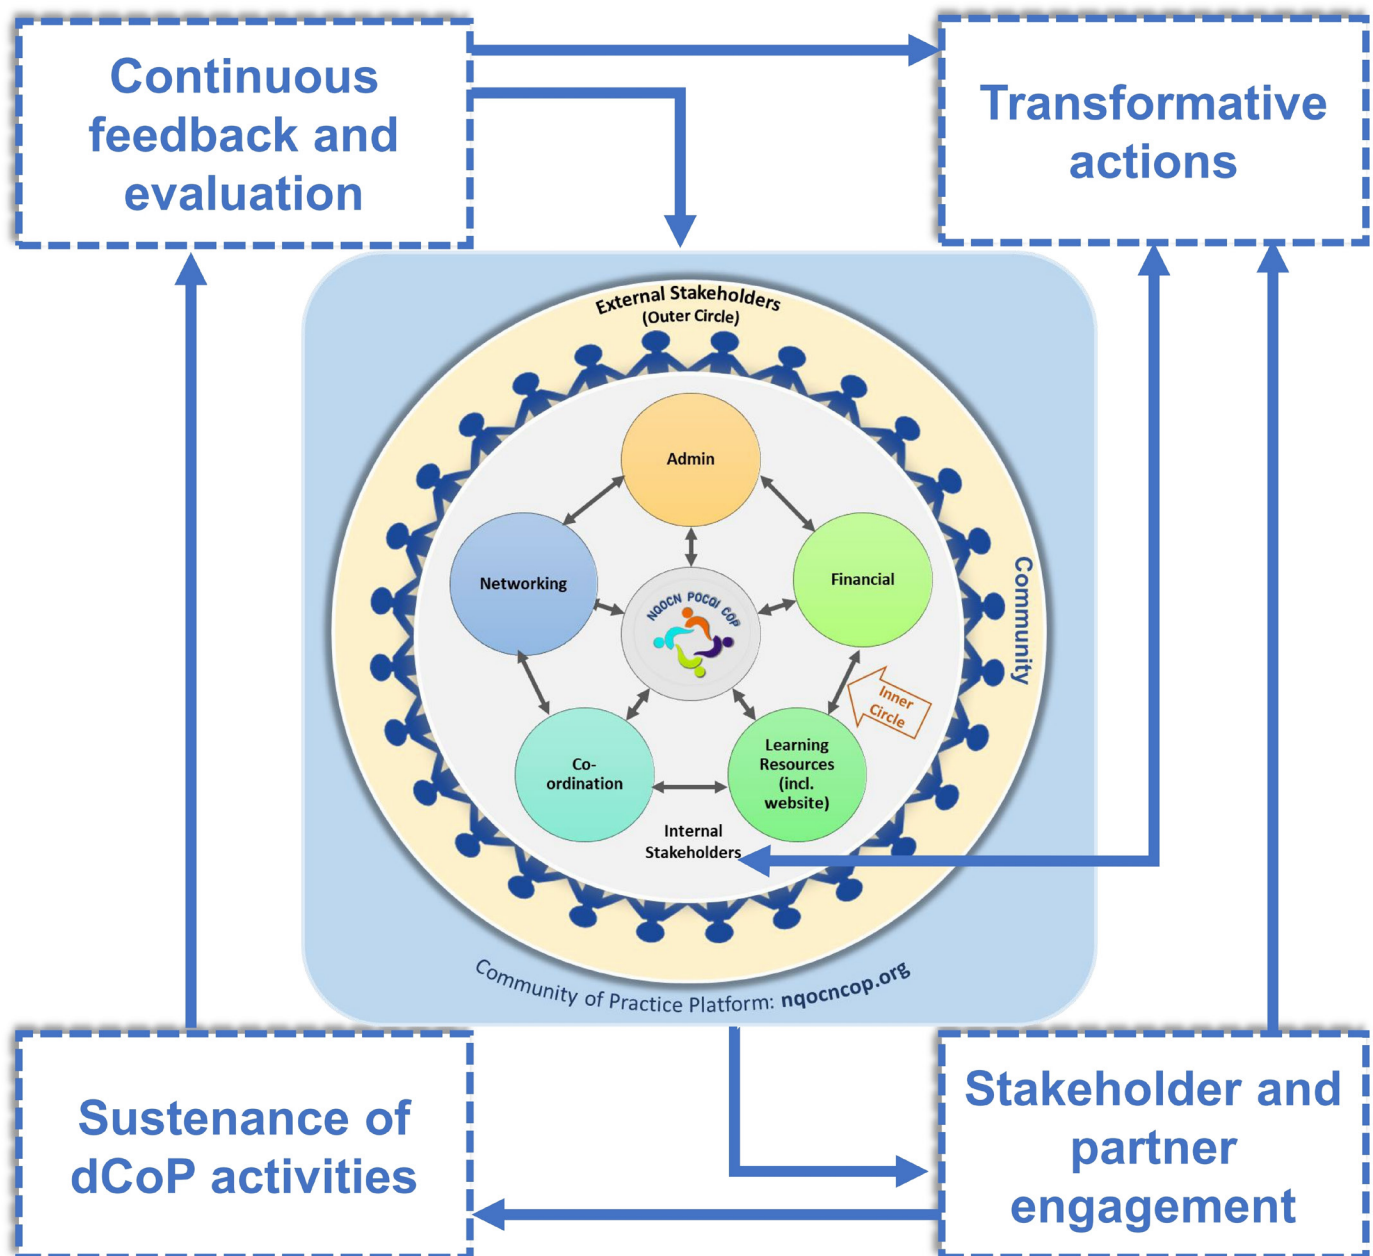 Continuous
feedback and
evaluation
Transformative
actions
External Stakeholders
(Outer Circle)
Admin
Networking
Financial
NQOCN POCQI COP
Community
Inner
Circle
Co-
ordination
Learning
Resources
(incl.
website)
Internal
Stakeholders
Community of Practice Platform: nqocncop.org
Sustenance of
dCoP activities
Stakeholder and
partner
engagement